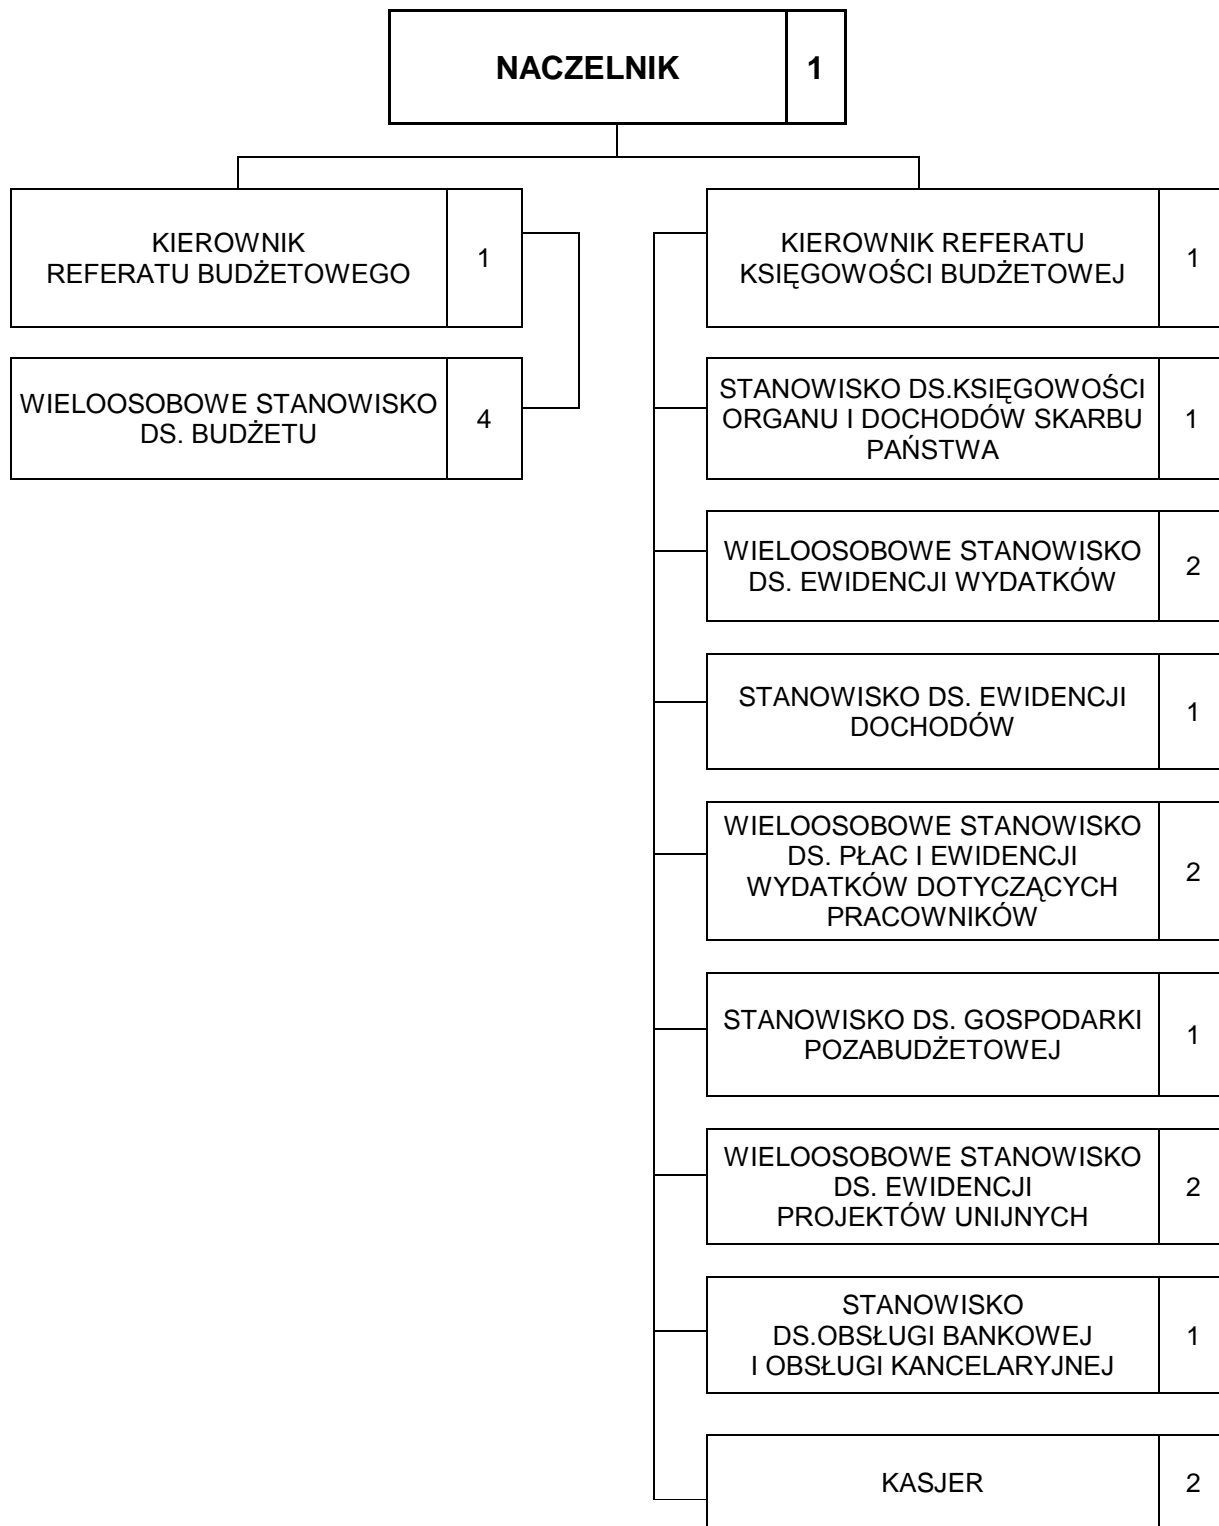 NACZELNIK 1
KIEROWNIK
REFERATU BUDŻETOWEGO
1
WIELOOSOBOWE STANOWISKO
DS. BUDŻETU
4
KIEROWNIK REFERATU
KSIĘGOWOŚCI BUDŻETOWEJ
1
STANOWISKO DS.KSIĘGOWOŚCI
ORGANU I DOCHODÓW SKARBU
PAŃSTWA
1
WIELOOSOBOWE STANOWISKO
DS. EWIDENCJI WYDATKÓW
2
STANOWISKO DS. EWIDENCJI
DOCHODÓW
1
WIELOOSOBOWE STANOWISKO
DS. PŁAC I EWIDENCJI
WYDATKÓW DOTYCZĄCYCH
PRACOWNIKÓW
2
STANOWISKO DS. GOSPODARKI
POZABUDŻETOWEJ
1
WIELOOSOBOWE STANOWISKO
DS. EWIDENCJI
PROJEKTÓW UNIJNYCH
2
STANOWISKO
DS.OBSŁUGI BANKOWEJ
I OBSŁUGI KANCELARYJNEJ
1
KASJER 2